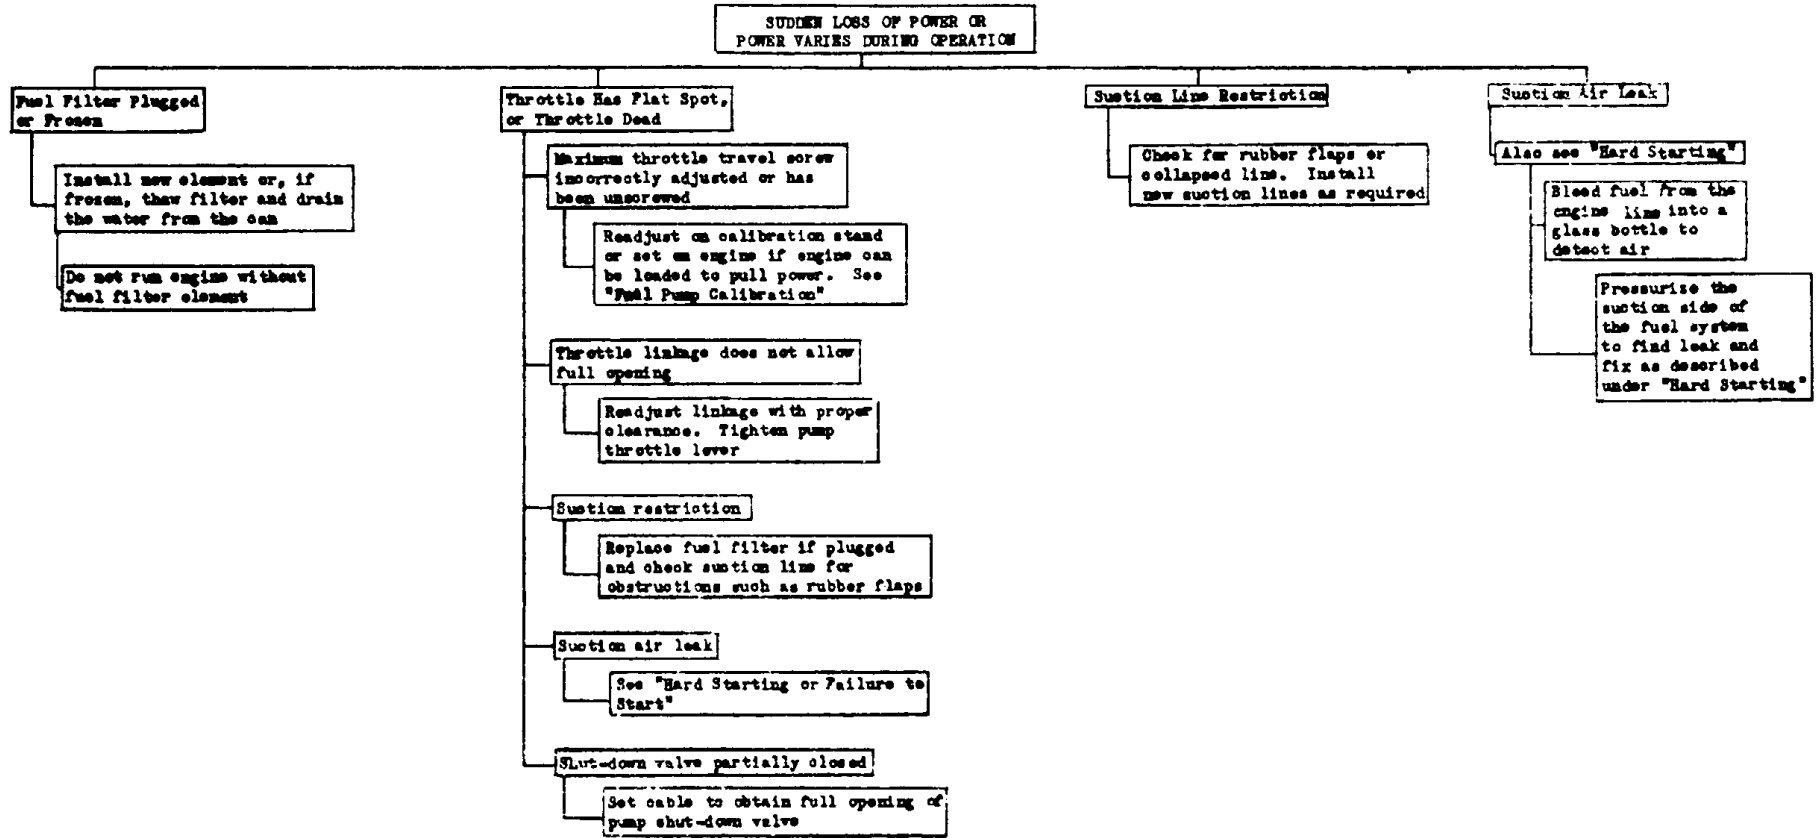 SUDDEN LOSS OF POWER OR
POWER VARIES DURING OPERATION
Fuel Filter Plugged
or Frozen
Install new element or, if
frozen, thaw filter and drain
the water from the can
Do not run engine without
fuel filter element
Throttle Has Flat Spot,
or Throttle Dead
Maximum throttle travel screw
incorrectly adjusted or has
been unscrewed
Readjust on calibration stand
or set on engine if engine can
be loaded to pull power. See
"Fuel Pump Calibration"
Throttle linkage does not allow
full opening
Readjust linkage with proper
clearance. Tighten pump
throttle lever
Suction restriction
Replace fuel filter if plugged
and check suction line for
obstructions such as rubber flaps
Suction air leak
See "Hard Starting or Failure to
Start"
Shut-down valve partially closed
Set cable to obtain full opening of
pump shut-down valve
Suction Line Restriction
Check for rubber flaps or
collapsed line. Install
new suction lines as required
Suction Air Leak
Also see "Hard Starting"
Bleed fuel from the
engine line into a
glass bottle to
detect air
Pressurize the
suction side of
the fuel system
to find leak and
fix as described
under "Hard Starting"